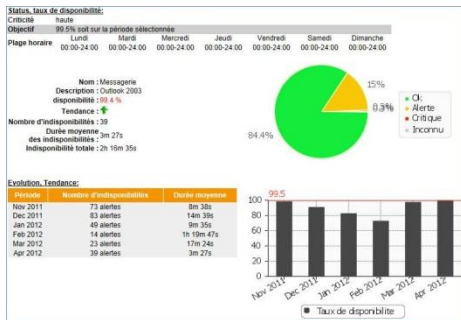 Status, taux de disponibilité:
Criticité haute
Objectif 99.5% soit sur la période sélectionnée
Plage horaire Lundi Mardi Mercredi Jeudi Vendredi Samedi Dimanche
00:00-24:00 00:00-24:00 00:00-24:00 00:00-24:00 00:00-24:00 00:00-24:00 00:00-24:00
Nom : Messagerie
Description : Outlook 2003
disponibilité : 99.4 %
Tendance :
Nombre d'indisponibilités : 39
Durée moyenne des indisponibilités : 3m 27s
Indisponibilité totale : 2h 16m 35s
15%
0.3%
84.4%
Ok
Alerte
Critique
Inconnu
Evolution, Tendance:
Période Nombre d'indisponibilités Durée moyenne
Nov 2011 73 alertes 8m 38s
Dec 2011 83 alertes 14m 39s
Jan 2012 49 alertes 9m 35s
Feb 2012 14 alertes 1h 19m 47s
Mar 2012 23 alertes 17m 24s
Apr 2012 39 alertes 3m 27s
99.5
100
80
60
40
20
0
Nov 2011' Dec 2011' Jan 2012' Feb 2012' Mar 2012' Apr 2012'
Taux de disponibilite